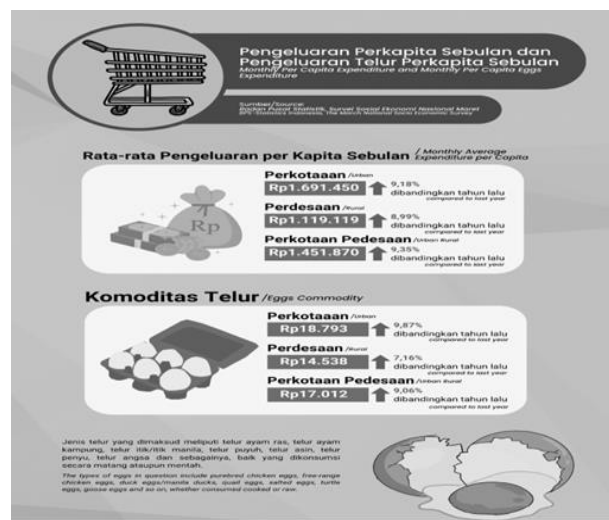 Pengeluaran Perkapita Sebulan dan
Pengeluaran Telur Perkapita Sebulan
Monthly Per Capita Expenditure and Monthly Per Capita Eggs
Expenditure
Sumber/Source:
Badan Pusat Statistik, Survei Sosial Ekonomi Nasional Maret
BPS-Statistics Indonesia, The March National Socio Economic Survey
Rata-rata Pengeluaran per Kapita Sebulan / Monthly Average
Expenditure per Capita
Perkotaaan /Urban
Rp1.691.450 9,18%
dibandingkan tahun lalu
compared to last year
Perdesaan /Rural
Rp1.119.119 8,99%
dibandingkan tahun lalu
compared to last year
Perkotaan Pedesaan /Urban Rural
Rp1.451.870 9,35%
dibandingkan tahun lalu
compared to last year
Rp
Komoditas Telur /Eggs Commodity
Perkotaaan /Urban
Rp18.793 9,87%
dibandingkan tahun lalu
compared to last year
Perdesaan /Rural
Rp14.538 7,16%
dibandingkan tahun lalu
compared to last year
Perkotaan Pedesaan /Urban Rural
Rp17.012 9,06%
dibandingkan tahun lalu
compared to last year
Jenis telur yang dimaksud meliputi telur ayam ras, telur ayam
kampung, telur itik/itik manila, telur puyuh, telur asin, telur
penyu, telur angsa dan sebagainya, baik yang dikonsumsi
secara matang ataupun mentah.
The types of eggs in question include purebred chicken eggs, free-range
chicken eggs, duck eggs/manila ducks, quail eggs, salted eggs, turtle
eggs, goose eggs and so on, whether consumed cooked or raw.